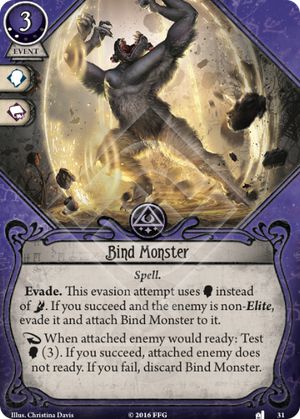 3
EVENT
Bind Monster
Spell.
Evade. This evasion attempt uses instead
of . If you succeed and the enemy is non-Elite,
evade it and attach Bind Monster to it.
When attached enemy would ready: Test
(3). If you succeed, attached enemy does
not ready. If you fail, discard Bind Monster.
Illus. Christina Davis © 2016 FFG 31